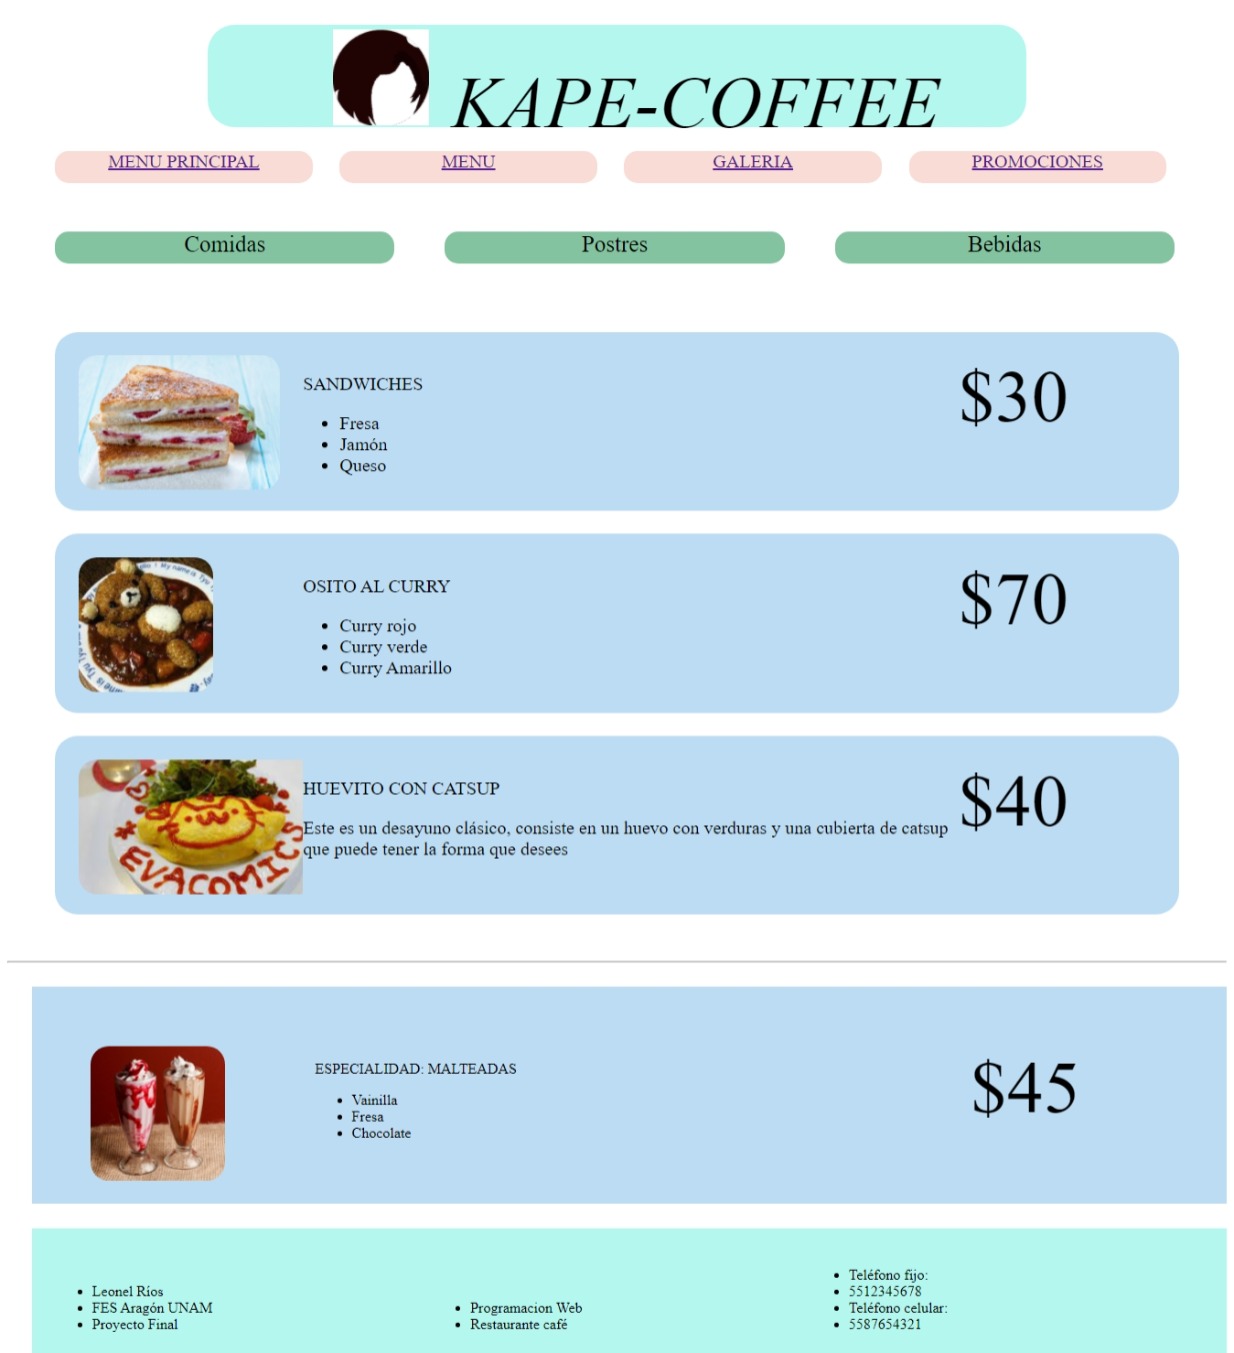 KAPE-COFFEE
MENU PRINCIPAL
MENU
GALERIA
PROMOCIONES
Comidas
Postres
Bebidas
SANDWICHES
Fresa
Jamón
Queso
$30
OSITO AL CURRY
Curry rojo
Curry verde
Curry Amarillo
$70
EVACOMICS
HUEVITO CON CATSUP
Este es un desayuno clásico, consiste en un huevo con verduras y una cubierta de catsup
que puede tener la forma que desees
$40
ESPECIALIDAD: MALTEADAS
Vainilla
Fresa
Chocolate
$45
Leonel Ríos
FES Aragón UNAM
Proyecto Final
Programacion Web
Restaurante café
Teléfono fijo:
5512345678
Teléfono celular:
5587654321